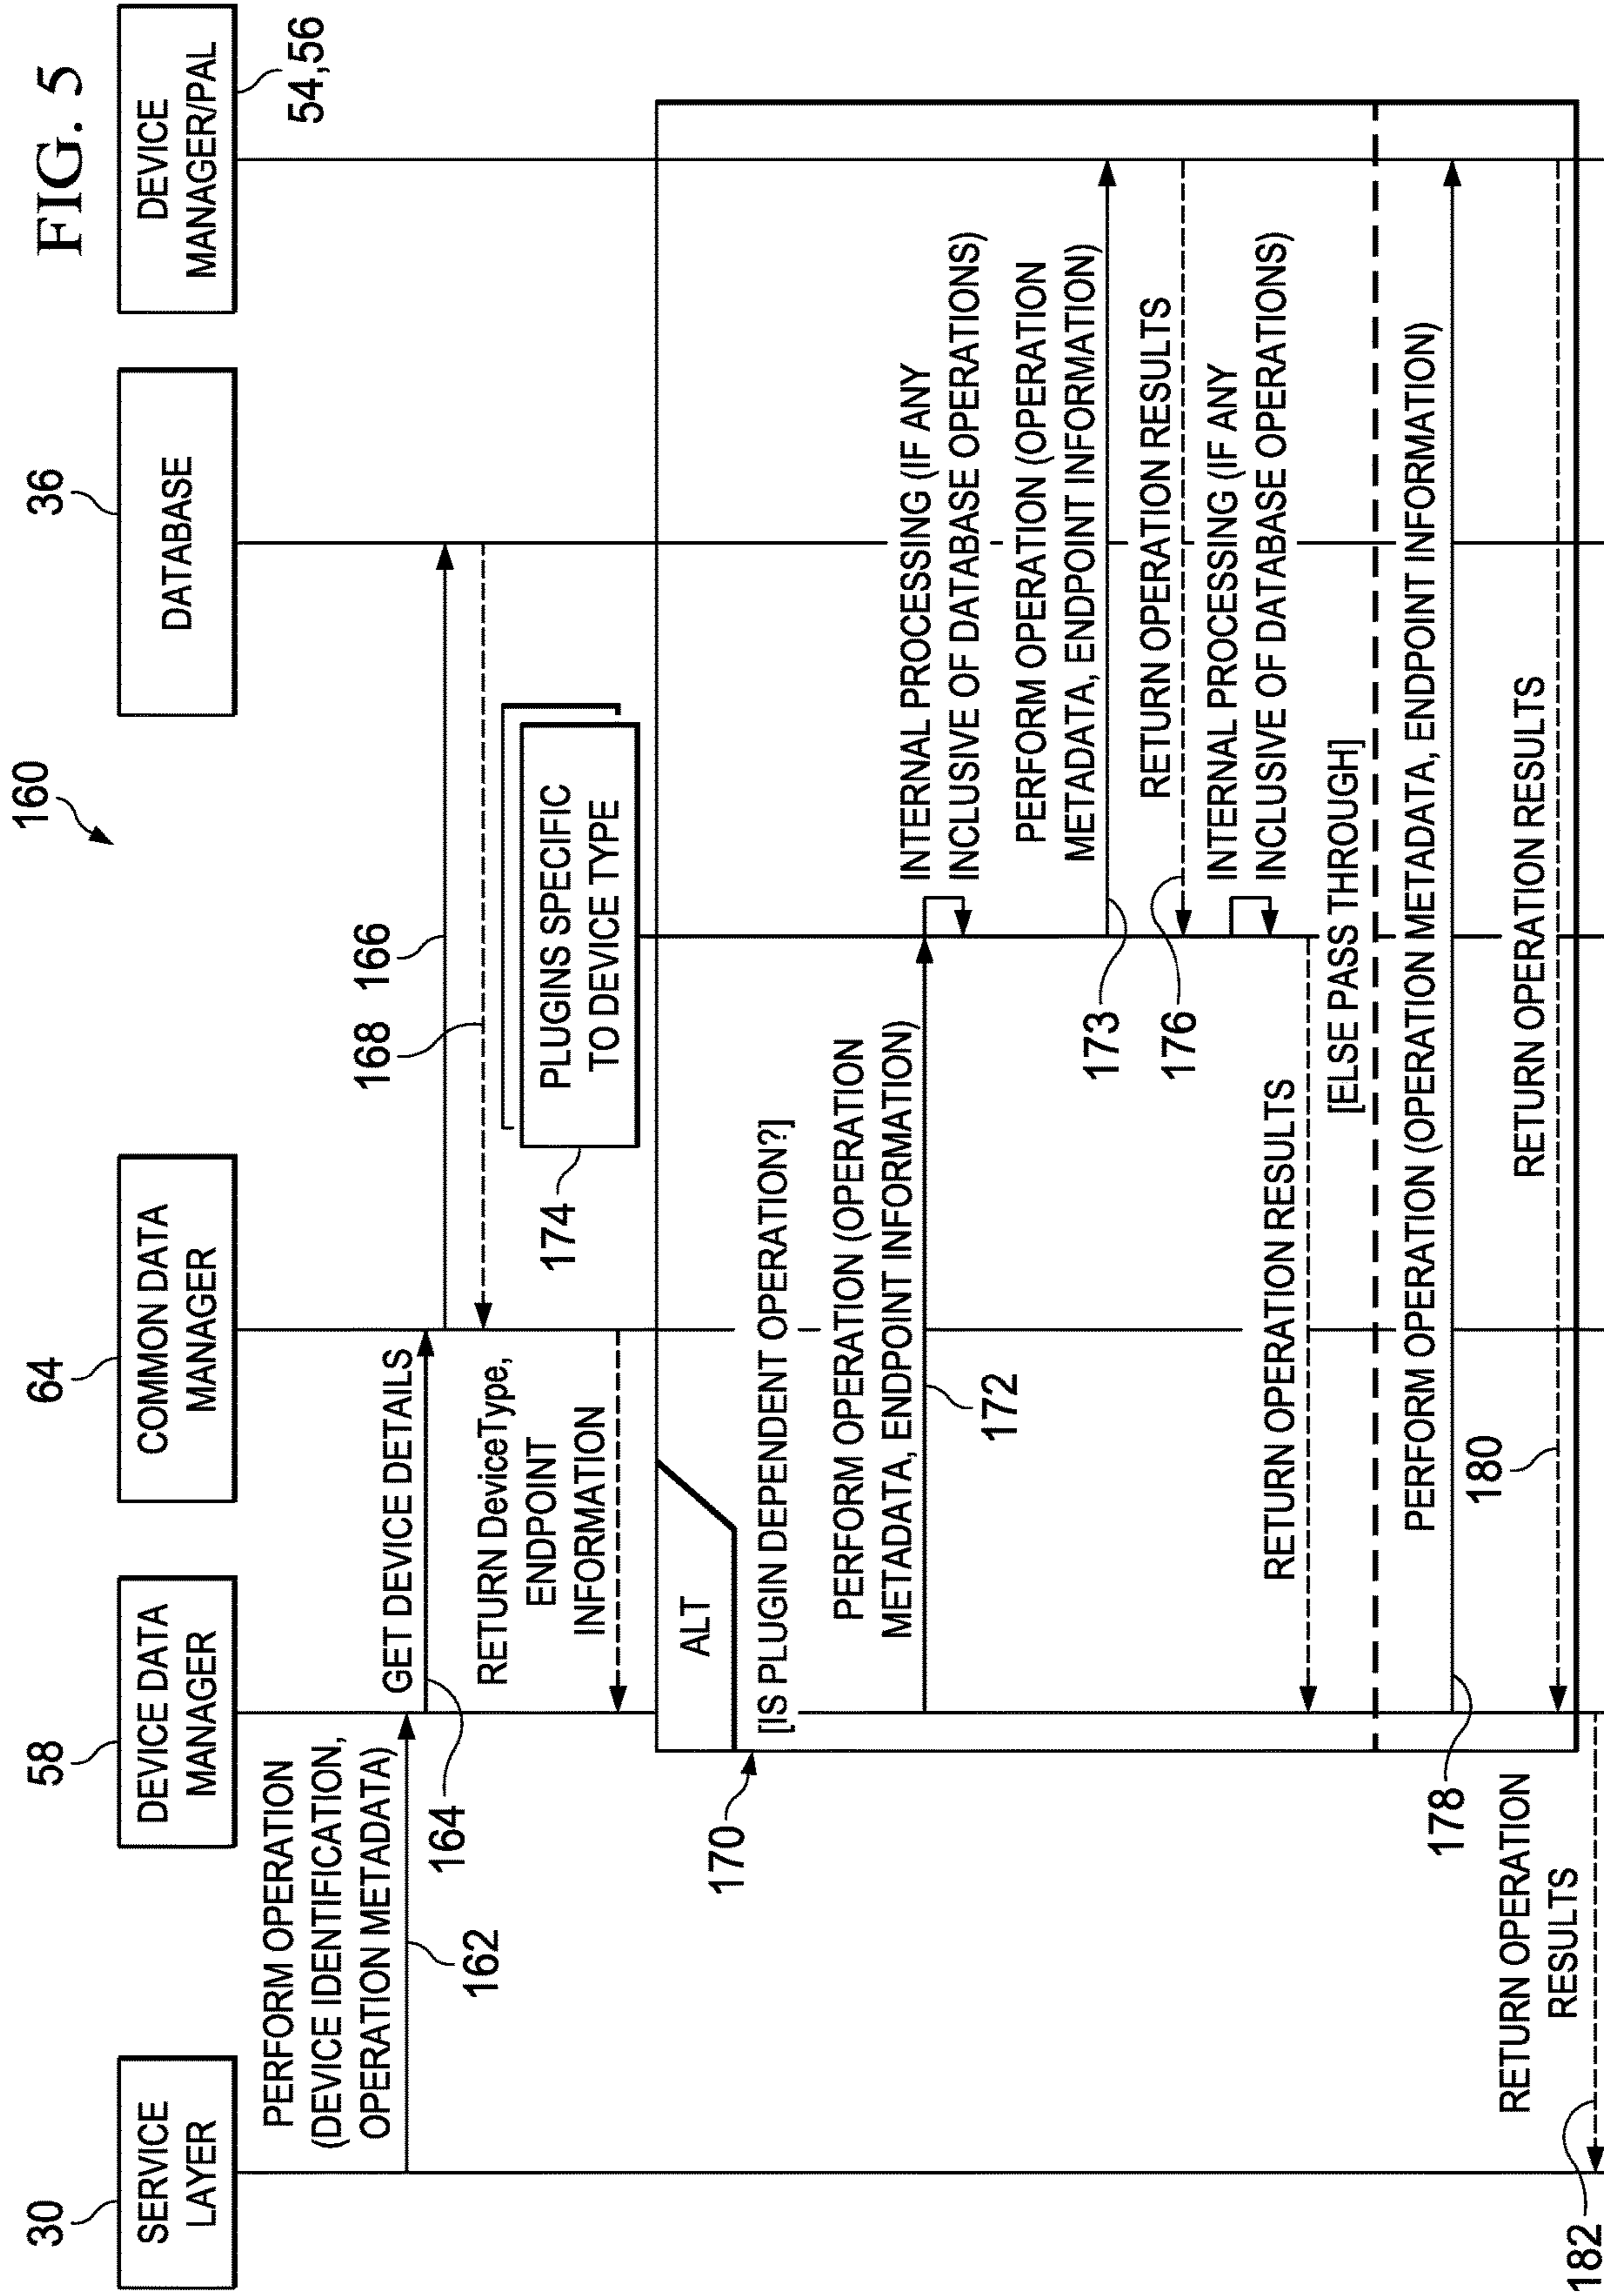 FIG. 5
160
30
58
64
36
54,56
SERVICE
LAYER
DEVICE DATA
MANAGER
COMMON DATA
MANAGER
DATABASE
DEVICE
MANAGER/PAL
PERFORM OPERATION
(DEVICE IDENTIFICATION,
OPERATION METADATA)
162
GET DEVICE DETAILS
164
166
168
RETURN DeviceType,
ENDPOINT
INFORMATION
PLUGINS SPECIFIC
TO DEVICE TYPE
174
ALT
170
[IS PLUGIN DEPENDENT OPERATION?]
PERFORM OPERATION (OPERATION
METADATA, ENDPOINT INFORMATION)
172
INTERNAL PROCESSING (IF ANY
INCLUSIVE OF DATABASE OPERATIONS)
PERFORM OPERATION (OPERATION
METADATA, ENDPOINT INFORMATION)
173
RETURN OPERATION RESULTS
176
INTERNAL PROCESSING (IF ANY
INCLUSIVE OF DATABASE OPERATIONS)
RETURN OPERATION RESULTS
[ELSE PASS THROUGH]
PERFORM OPERATION (OPERATION METADATA, ENDPOINT INFORMATION)
178
RETURN OPERATION RESULTS
180
RETURN OPERATION
RESULTS
182